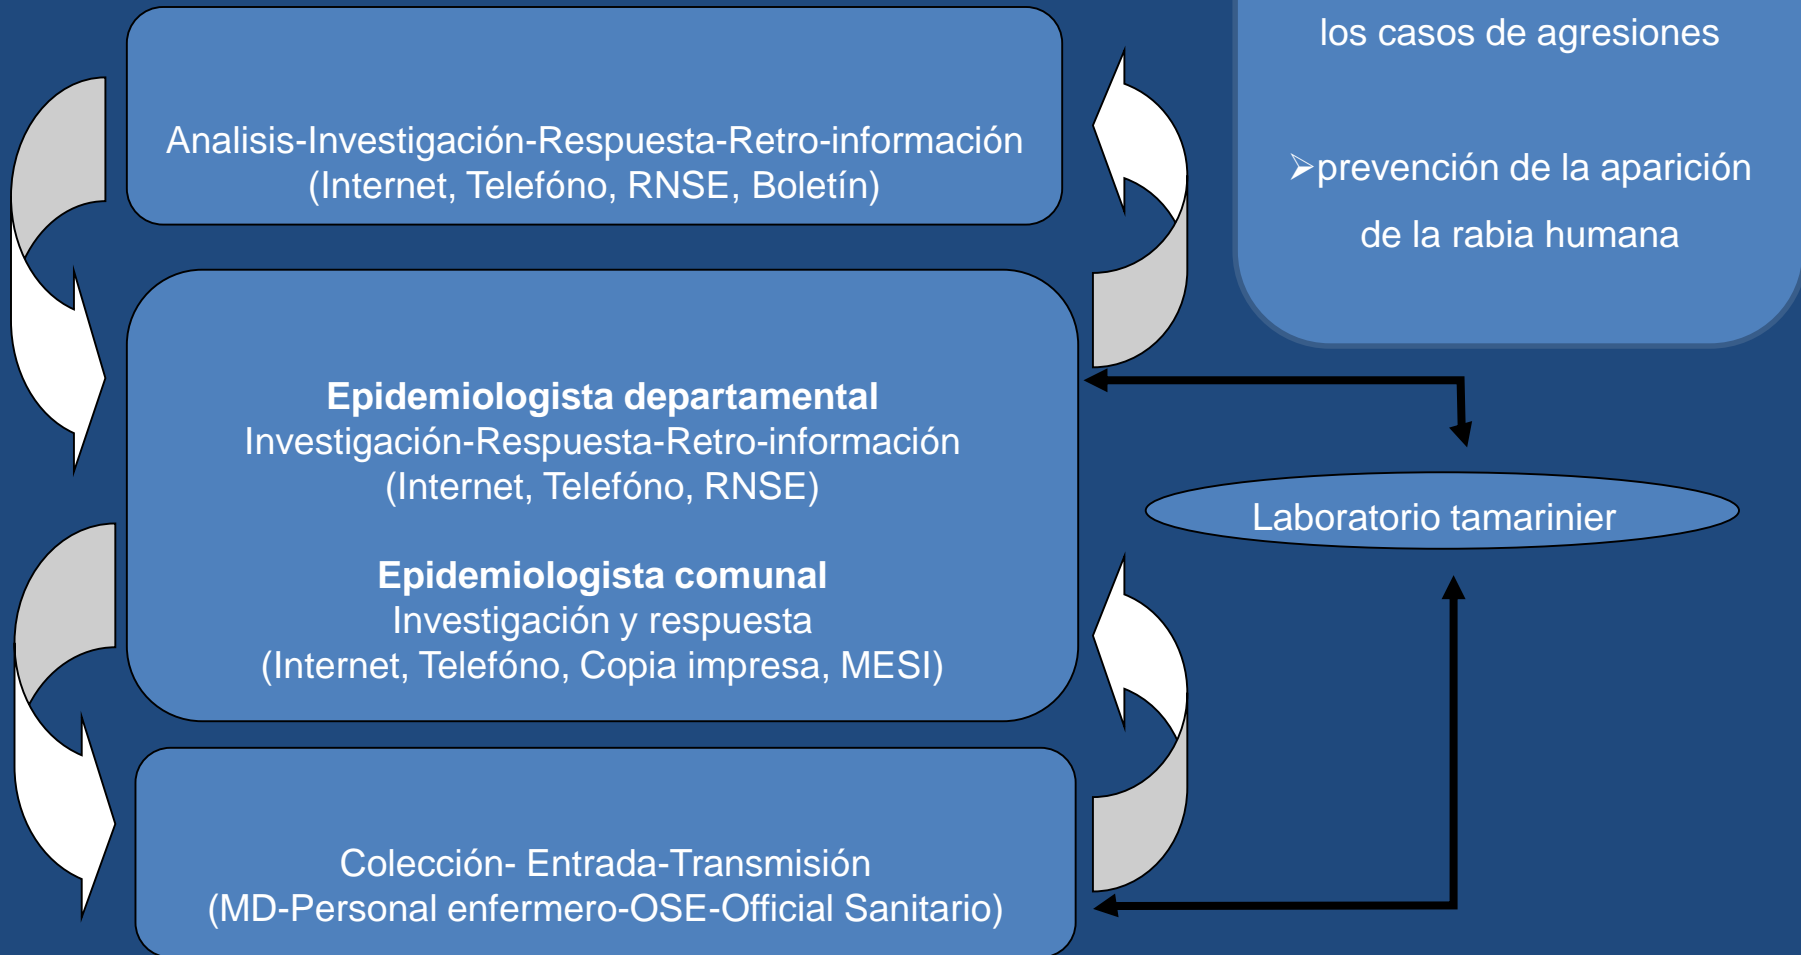 Analisis-Investigación-Respuesta-Retro-información
(Internet, Telefóno, RNSE, Boletín)
Epidemiologista departamental
Investigación-Respuesta-Retro-información
(Internet, Telefóno, RNSE)
Epidemiologista comunal
Investigación y respuesta
(Internet, Telefóno, Copia impresa, MESI)
Colección- Entrada-Transmisión
(MD-Personal enfermero-OSE-Official Sanitario)
los casos de agresiones
➢prevención de la aparición
de la rabia humana
Laboratorio tamarinier